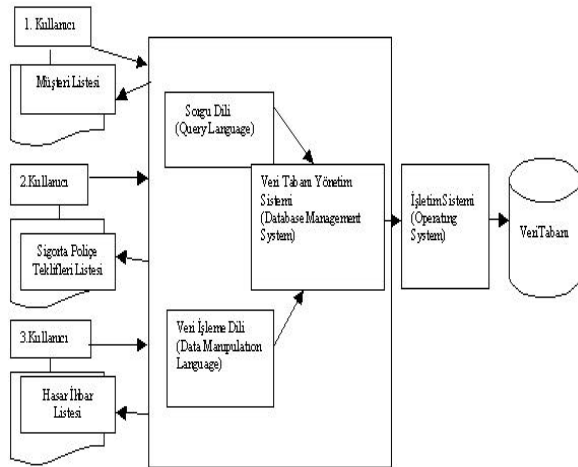 1. Kullanıcı
Müşteri Listesi
Sorgu Dili
(Query Language)
2.Kullanıcı
Sigorta Poliçe
Teklifleri Listesi
Veri Tabanı Yönetim
Sistemi
(Database Management
System)
İşletim Sistemi
(Operating
System)
VeriTabanı
3.Kullanıcı
Hasar İhbar
Listesi
Veri İşleme Dili
(Data Manipulation
Language)